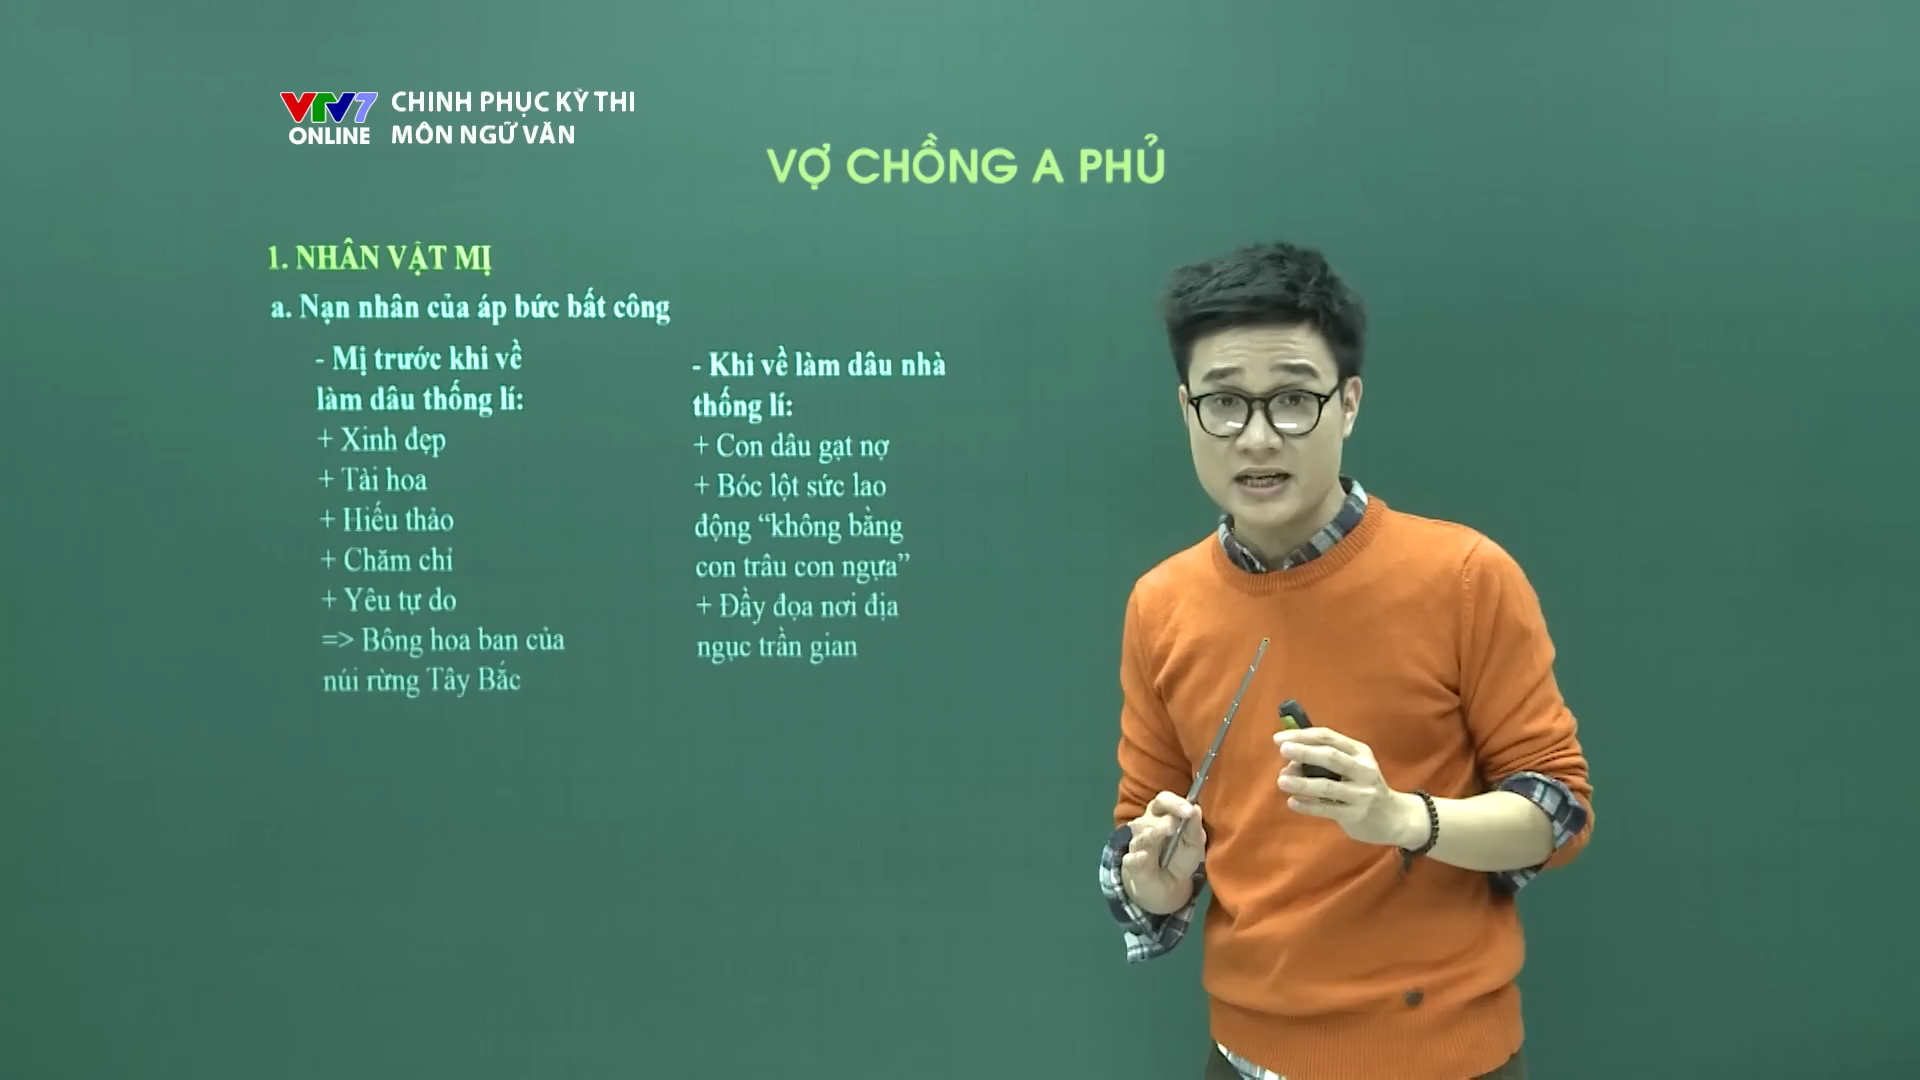 VTV7
ONLINE
CHINH PHỤC KỲ THI
MÔN NGỮ VĂN
VỢ CHỒNG A PHỦ
1. NHÂN VẬT MỊ
a. Nạn nhân của áp bức bất công
- Mị trước khi về
làm dâu thống lí:
+ Xinh đẹp
+ Tài hoa
+ Hiếu thảo
+ Chăm chỉ
+ Yêu tự do
=> Bông hoa ban của
núi rừng Tây Bắc
- Khi về làm dâu nhà
thống lí:
+ Con dâu gạt nợ
+ Bóc lột sức lao
động “không bằng
con trâu con ngựa”
+ Đầy đọa nơi địa
ngục trần gian